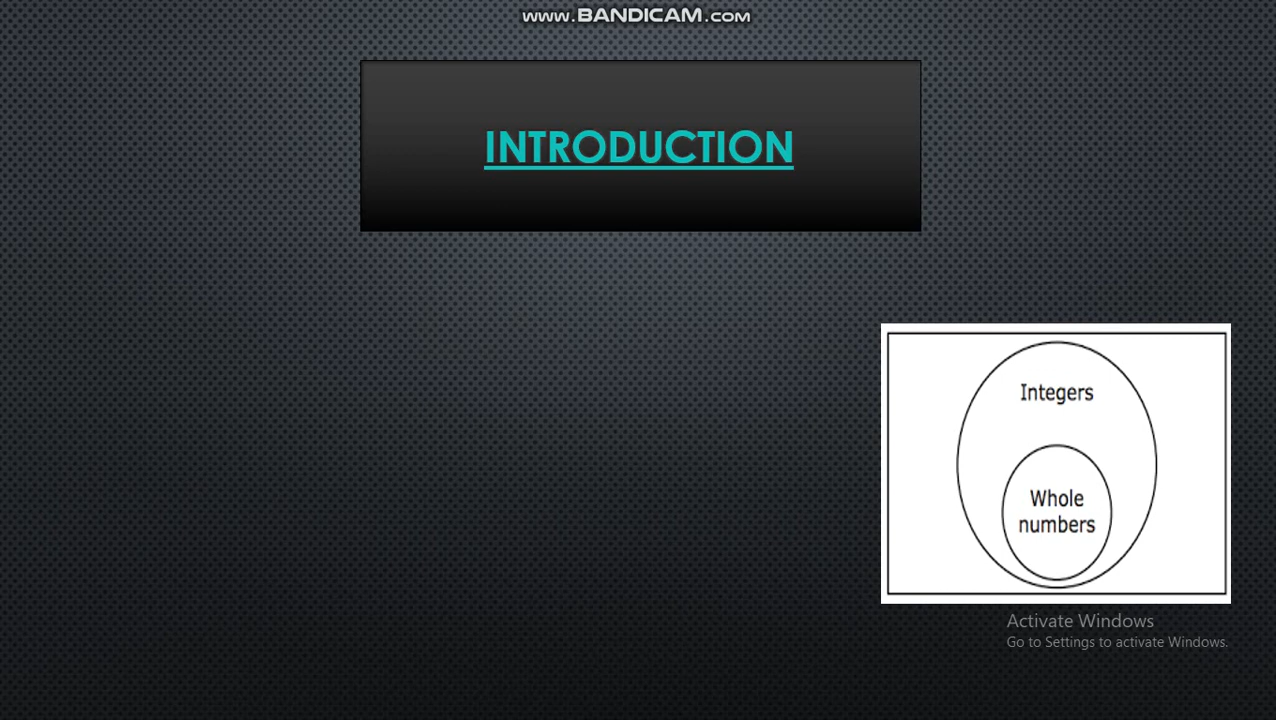 www.BANDICAM.com
INTRODUCTION
Integers
Whole
numbers
Activate Windows
Go to Settings to activate Windows.